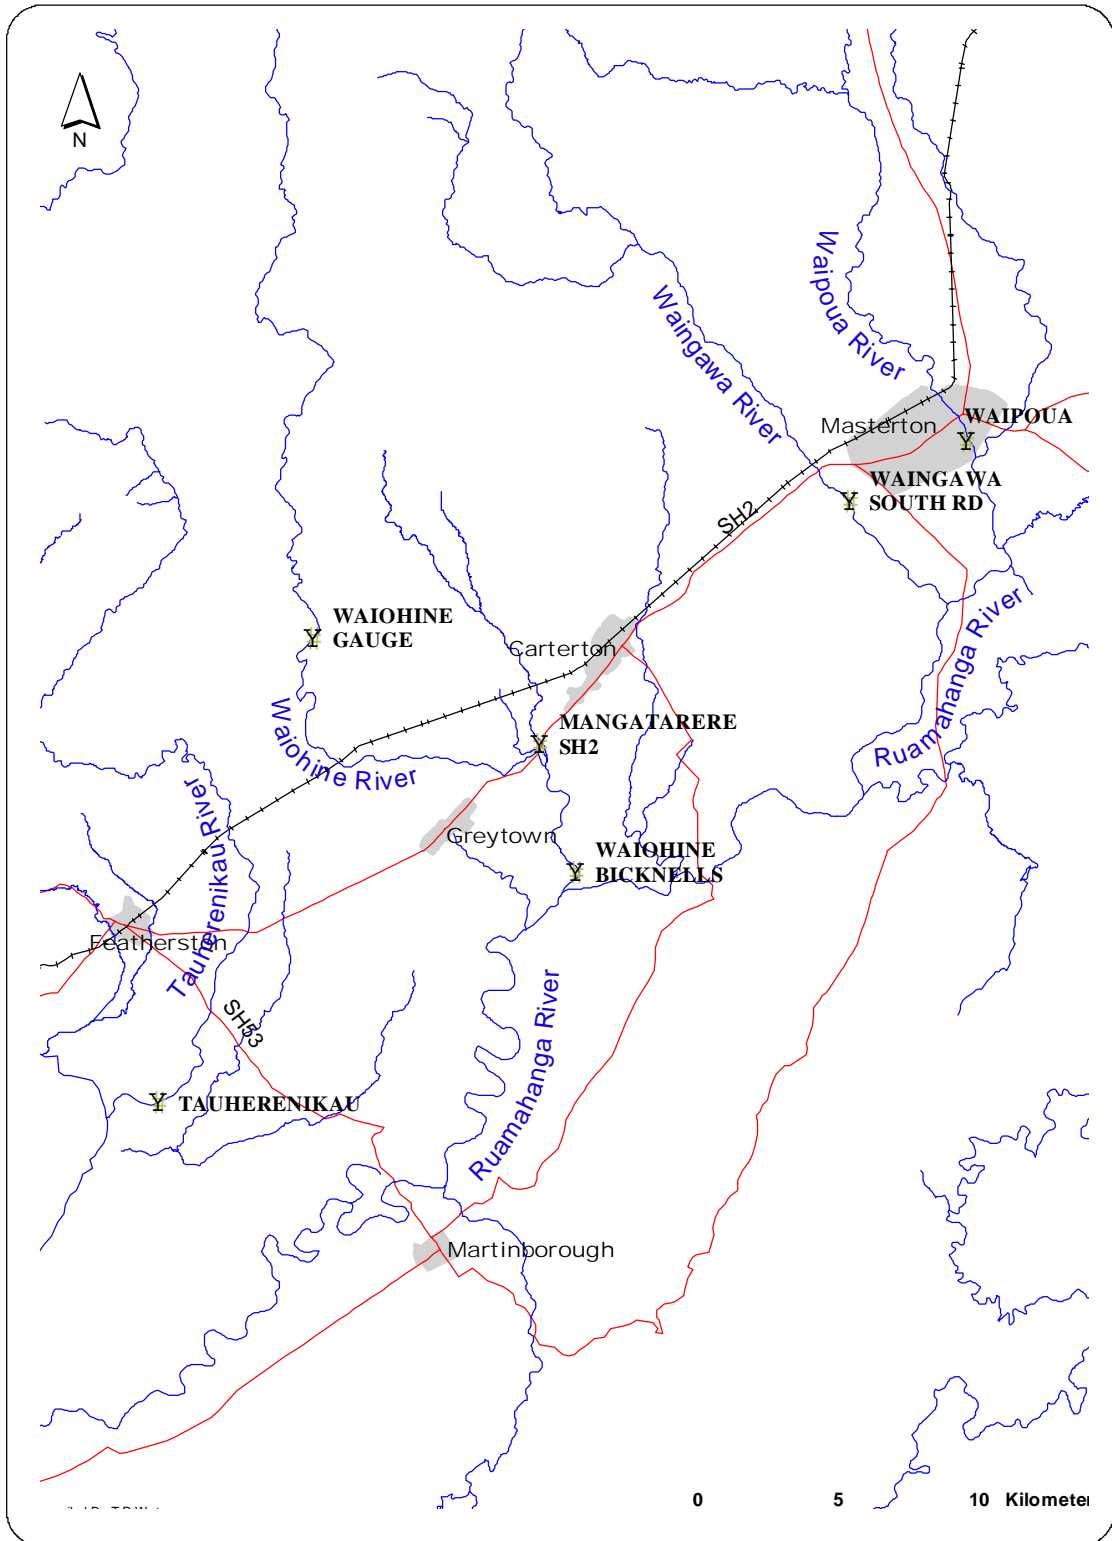 N
Waipoua River
Waingawa River
Masterton
WAIPOUA
WAINGAWA
SOUTH RD
SH2
WAIOHINE
GAUGE
Carterton
Ruamahanga River
MANGATARERE
SH2
Waiohine River
Tauherenikau River
Greytown
WAIOHINE
BICKNELLS
Featherston
SH53
Ruamahanga River
TAUHERENIKAU
Martinborough
0 5 10 Kilometer